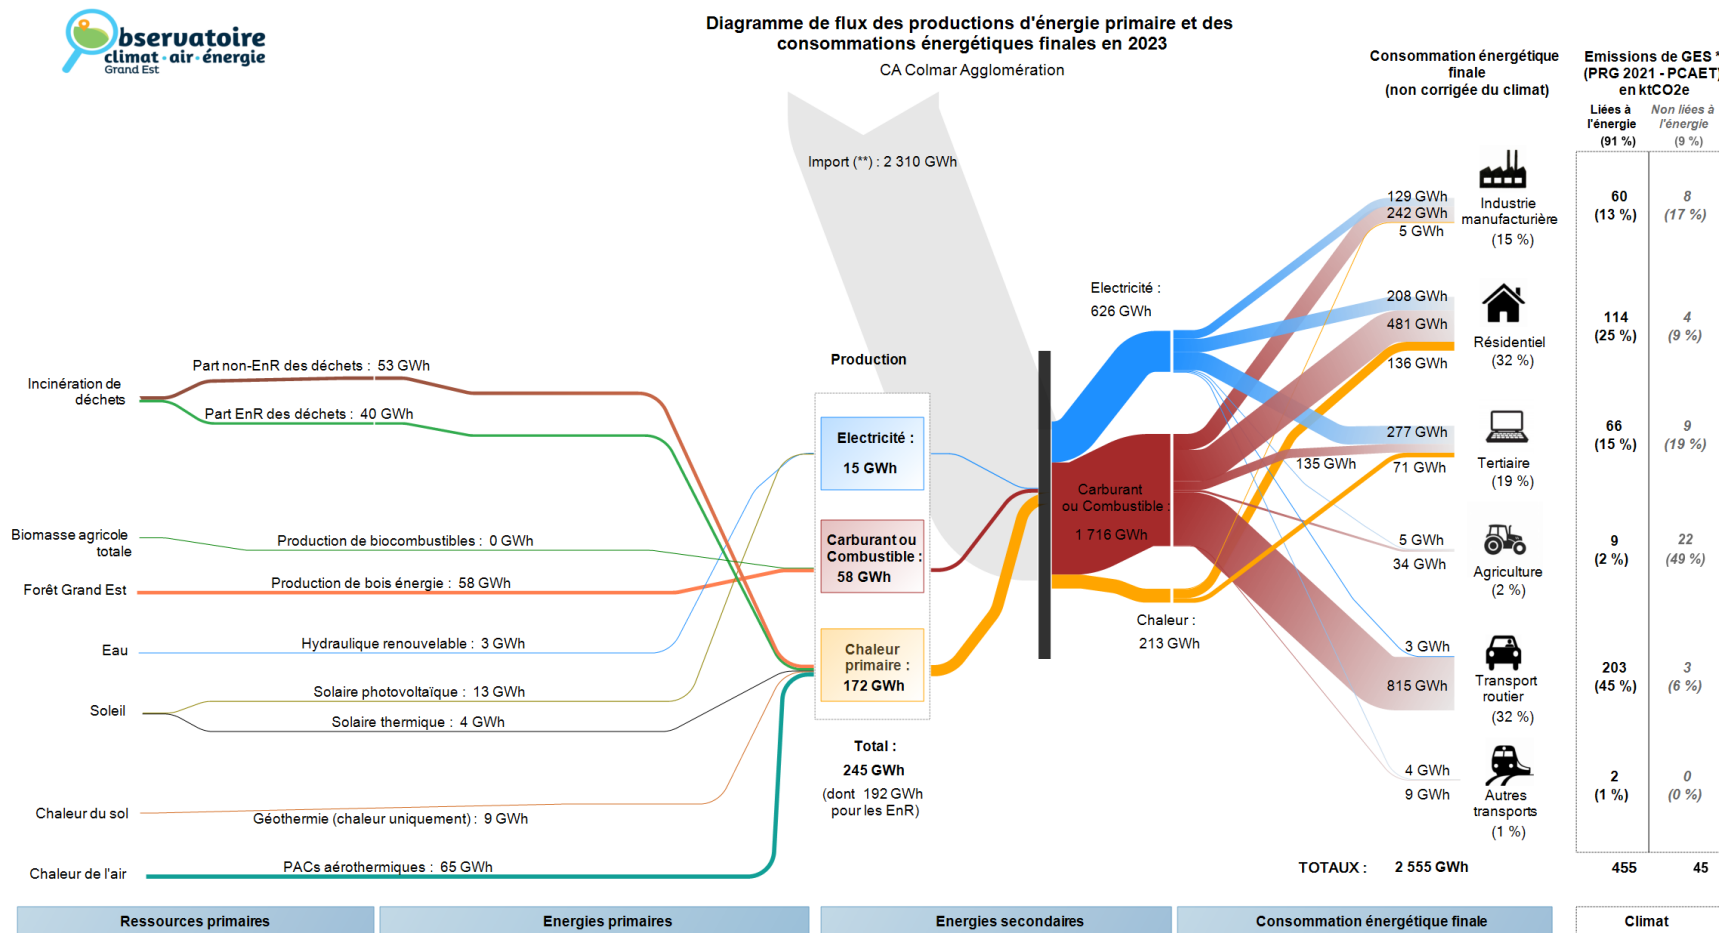 Observatoire
climat · air · énergie
Grand Est
Diagramme de flux des productions d'énergie primaire et des
consommations énergétiques finales en 2023
CA Colmar Agglomération
Consommation énergétique
finale
(non corrigée du climat)
Emissions de GES *
(PRG 2021 - PCAET)
en ktCO2e
Liées à
l'énergie
(91 %)
Non liées à
l'énergie
(9 %)
Import (**) : 2 310 GWh
129 GWh
242 GWh
5 GWh
Industrie
manufacturière
(15 %)
60
(13 %)
8
(17 %)
Electricité :
626 GWh
208 GWh
481 GWh
136 GWh
Résidentiel
(32 %)
114
(25 %)
4
(9 %)
Production
Incinération de
déchets
Part non-EnR des déchets : 53 GWh
Part EnR des déchets : 40 GWh
Electricité :
15 GWh
277 GWh
135 GWh
71 GWh
Tertiaire
(19 %)
66
(15 %)
9
(19 %)
Carburant
ou Combustible :
1 716 GWh
Biomasse agricole
totale
Production de biocombustibles : 0 GWh
Carburant ou
Combustible :
58 GWh
5 GWh
34 GWh
Agriculture
(2 %)
9
(2 %)
22
(49 %)
Forêt Grand Est
Production de bois énergie : 58 GWh
Chaleur :
213 GWh
Eau
Hydraulique renouvelable : 3 GWh
Chaleur
primaire :
172 GWh
3 GWh
815 GWh
Transport
routier
(32 %)
203
(45 %)
3
(6 %)
Soleil
Solaire photovoltaïque : 13 GWh
Solaire thermique : 4 GWh
Total :
245 GWh
(dont 192 GWh
pour les EnR)
4 GWh
9 GWh
Autres
transports
(1 %)
2
(1 %)
0
(0 %)
Chaleur du sol
Géothermie (chaleur uniquement) : 9 GWh
Chaleur de l'air
PACs aérothermiques : 65 GWh
TOTAUX : 2 555 GWh
455
45
Ressources primaires
Energies primaires
Energies secondaires
Consommation énergétique finale
Climat